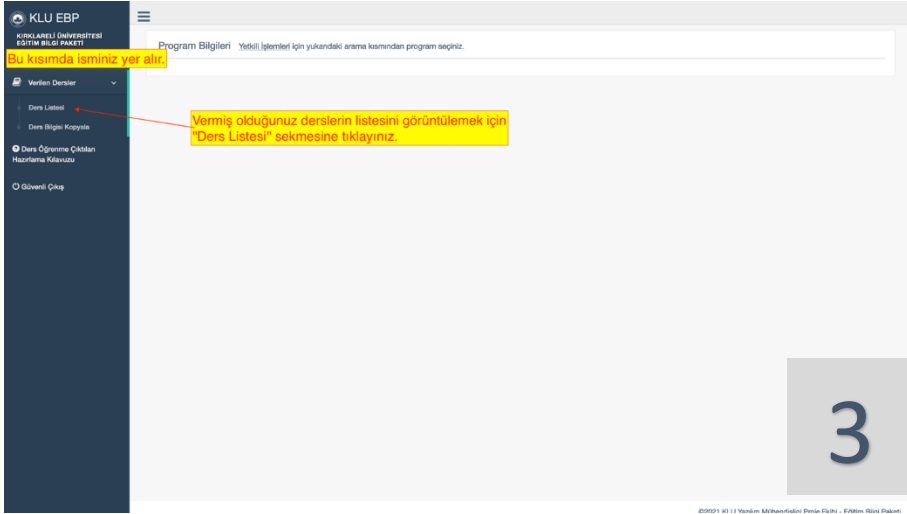 KLU EBP
KIRKLARELİ ÜNİVERSİTESİ
EĞİTİM BİLGİ PAKETİ
Bu kısımda isminiz yer alır.
Program Bilgileri Yetkili İşlemleri için yukarıdaki arama kısmından program seçiniz.
Verilen Dersler
Ders Listesi
Ders Bilgisi Kopyala
Vermiş olduğunuz derslerin listesini görüntülemek için
"Ders Listesi" sekmesine tıklayınız.
Ders Öğrenme Çıktıları
Hazırlama Kılavuzu
Güvenli Çıkış
3
©2021 KLU Yazılım Mühendisliği Proje Ekibi - Eğitim Bilgi Paketi